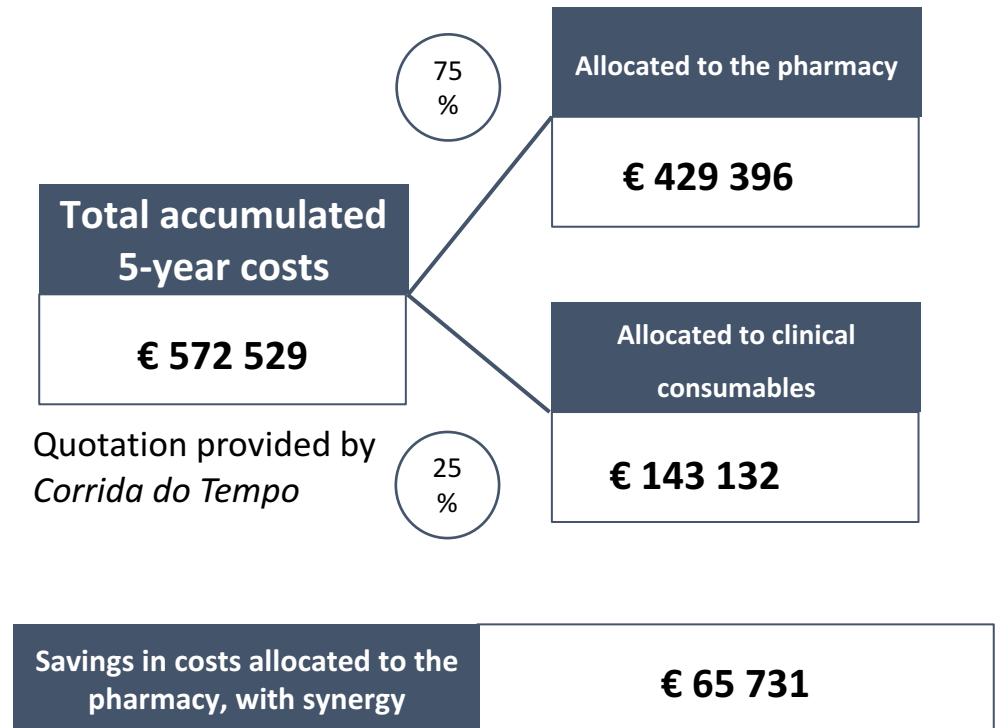 75
%
Allocated to the pharmacy
€ 429 396
Total accumulated
5-year costs
€ 572 529
Quotation provided by
Corrida do Tempo
25
%
Allocated to clinical
consumables
€ 143 132
Savings in costs allocated to the
pharmacy, with synergy
€ 65 731